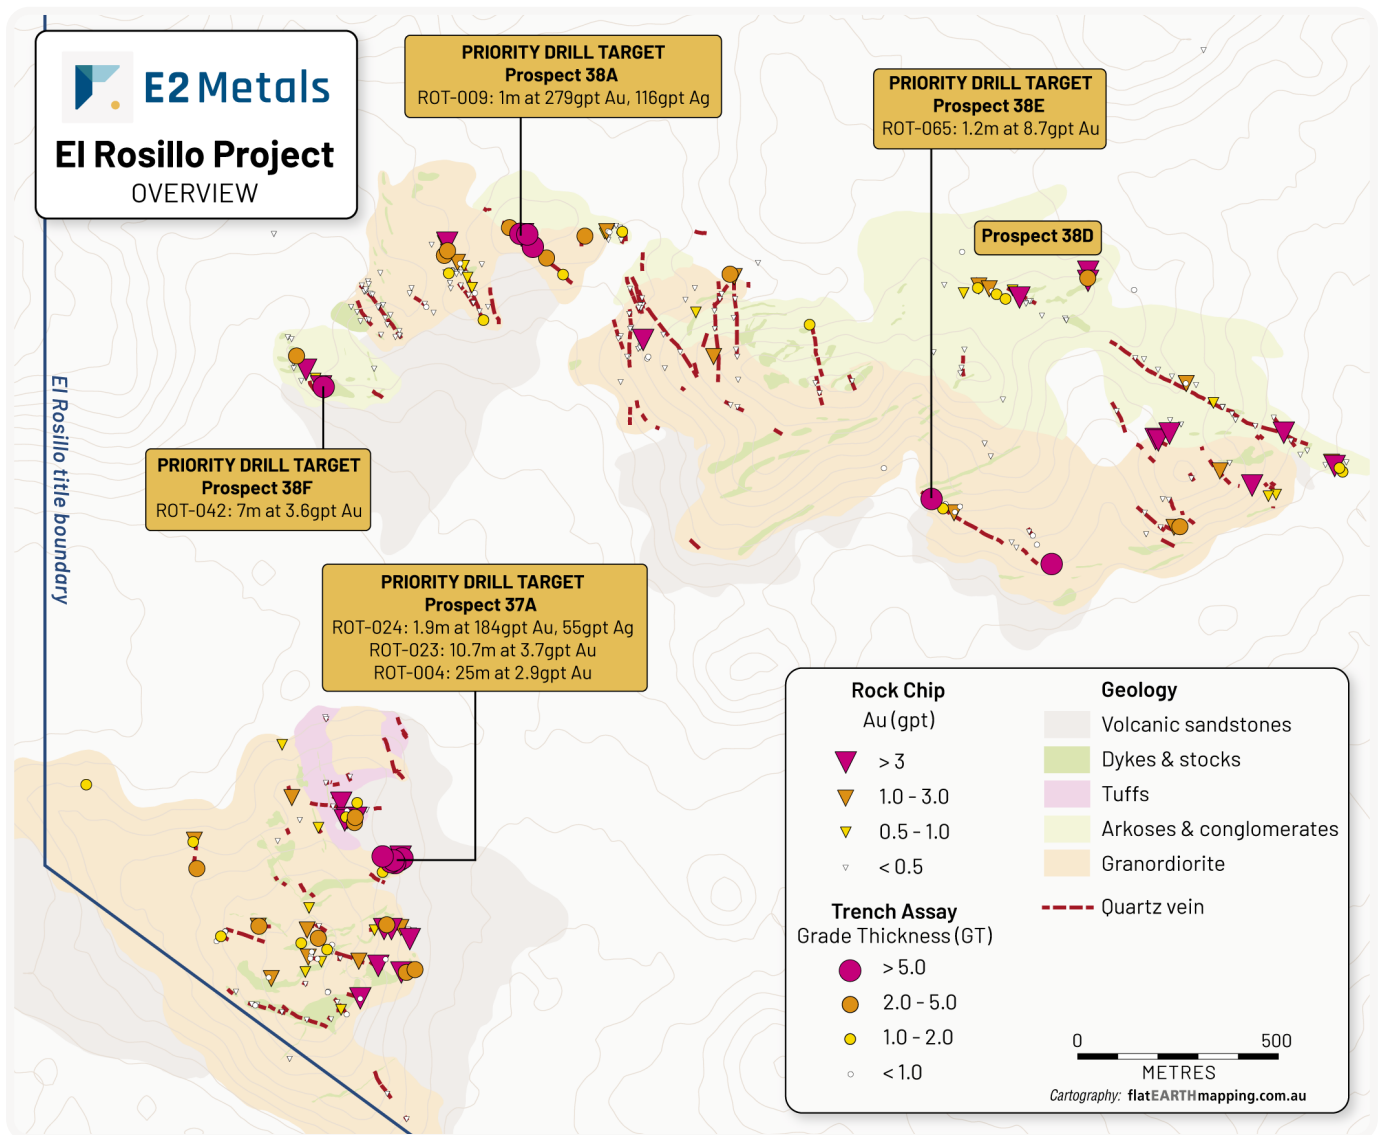 E2 Metals
El Rosillo Project
OVERVIEW
PRIORITY DRILL TARGET
Prospect 38A
ROT-009: 1m at 279gpt Au, 116gpt Ag
PRIORITY DRILL TARGET
Prospect 38E
ROT-065: 1.2m at 8.7gpt Au
Prospect 38D
El Rosillo title boundary
PRIORITY DRILL TARGET
Prospect 38F
ROT-042: 7m at 3.6gpt Au
PRIORITY DRILL TARGET
Prospect 37A
ROT-024: 1.9m at 184gpt Au, 55gpt Ag
ROT-023: 10.7m at 3.7gpt Au
ROT-004: 25m at 2.9gpt Au
Rock Chip
Au (gpt)
> 3
1.0 - 3.0
0.5 - 1.0
< 0.5
Trench Assay
Grade Thickness (GT)
> 5.0
2.0 - 5.0
1.0 - 2.0
< 1.0
Geology
Volcanic sandstones
Dykes & stocks
Tuffs
Arkoses & conglomerates
Granordiorite
Quartz vein
0 500
METRES
Cartography: flatEARTHmapping.com.au